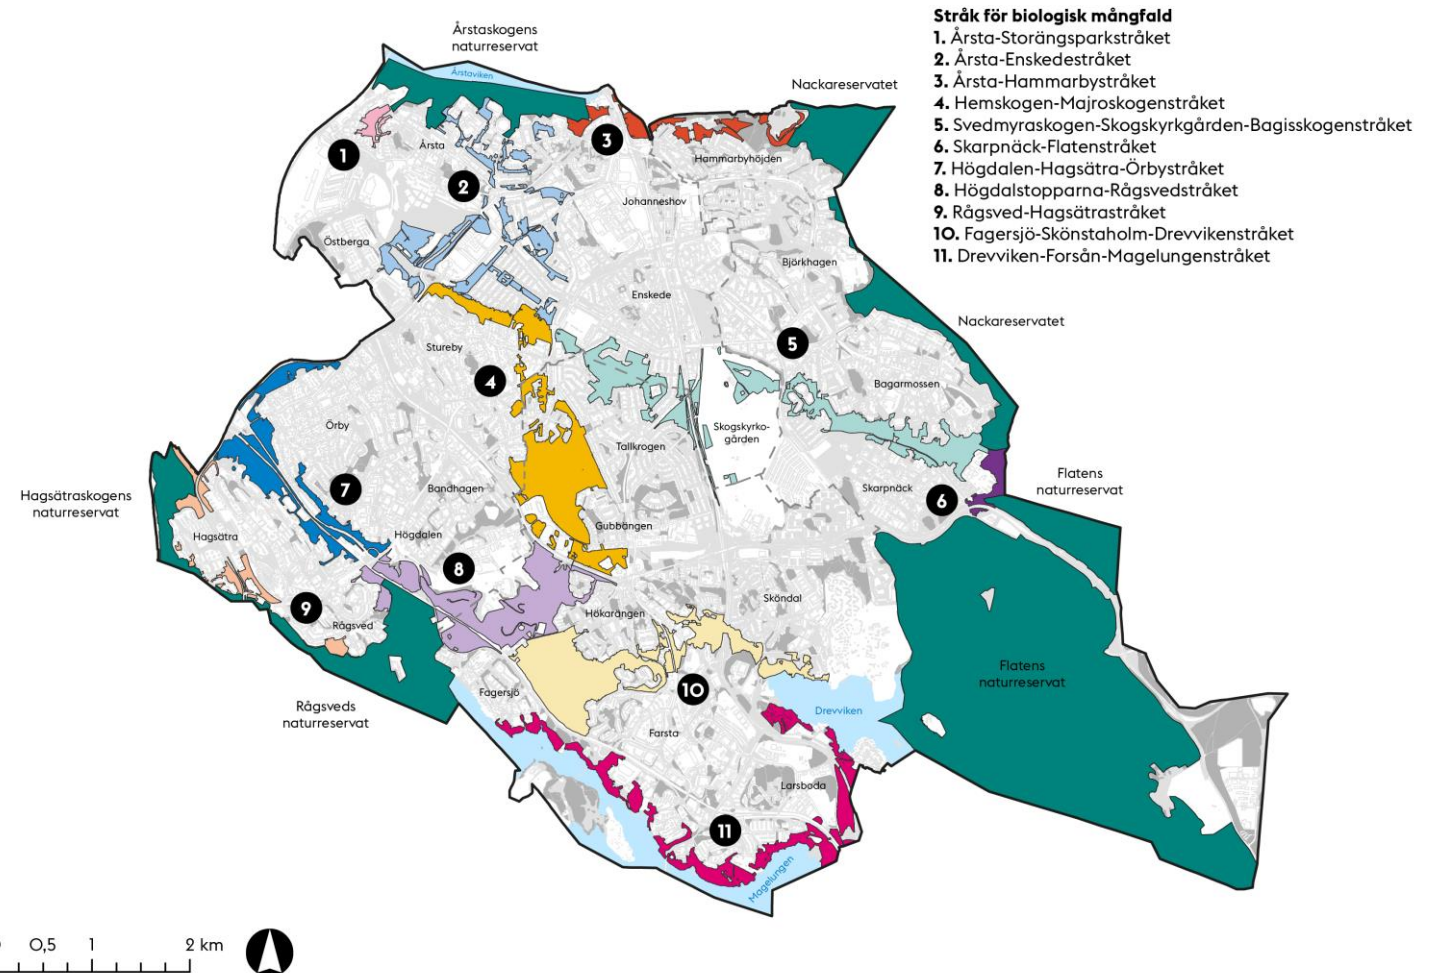 Stråk för biologisk mångfald
1. Årsta-Storängsparkstråket
2. Årsta-Enskedestråket
3. Årsta-Hammarbystråket
4. Hemskogen-Majroskogenstråket
5. Svedmyraskogen-Skogskyrkgården-Bagisskogenstråket
6. Skarpnäck-Flatenstråket
7. Högdalen-Hagsätra-Örbystråket
8. Högdalstopparna-Rågsvedstråket
9. Rågsved-Hagsätrastråket
10. Fagersjö-Skönstaholm-Drevvikenstråket
11. Drevviken-Forsån-Magelungenstråket
Årstaskogens
naturreservat
Årstaviken
Nackareservatet
1
Årsta
2
3
Hammarbyhöjden
Johanneshov
Östberga
Björkhagen
Enskede
Nackareservatet
Stureby
5
4
Bagarmossen
Örby
Skogskyrko-
gården
Tallkrogen
Hagsätraskogens
naturreservat
7
Bandhagen
Skarpnäck
6
Flatens
naturreservat
Hagsätra
Högdalen
Gubbängen
8
9
Rågsved
Hökarängen
Sköndal
Flatens
naturreservat
Rågsveds
naturreservat
Fagersjö
10
Drevviken
Farsta
Larsboda
11
Magelungen
0,5 1 2 km